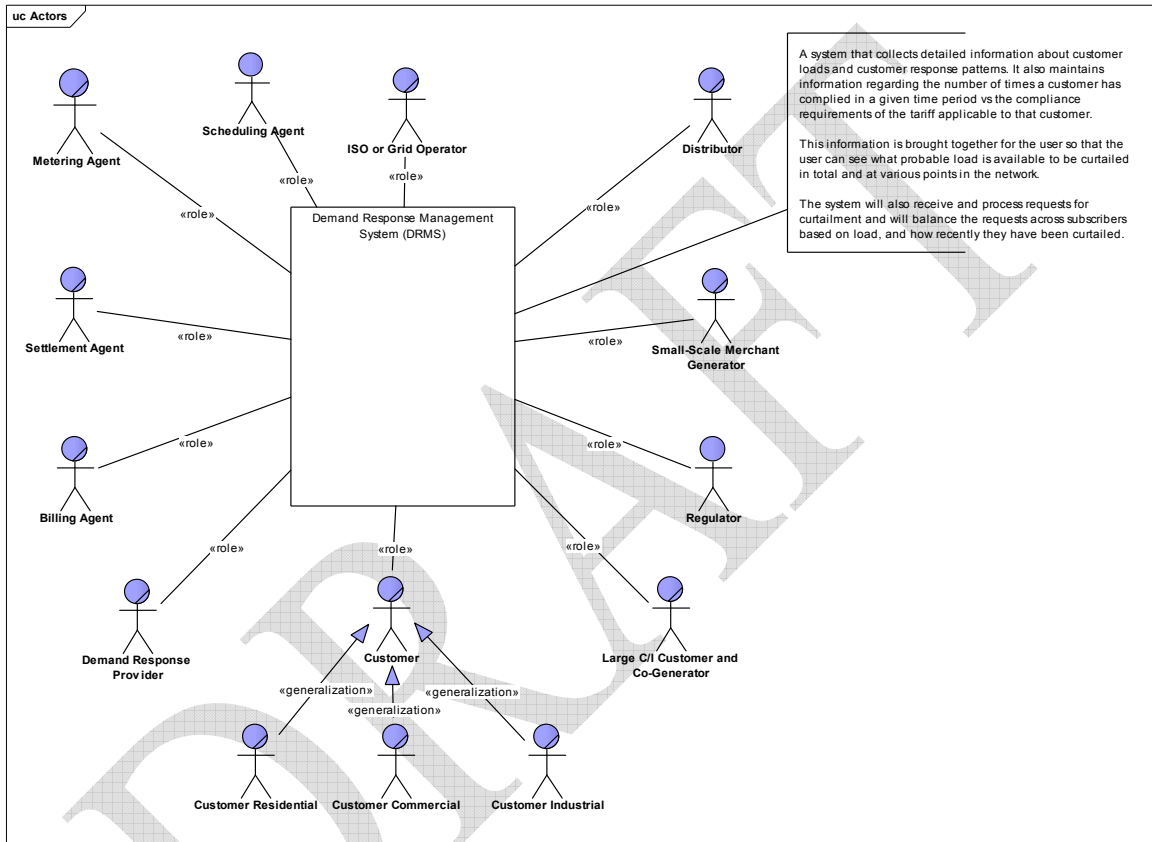 uc Actors
Metering Agent
Scheduling Agent
ISO or Grid Operator
Distributor
A system that collects detailed information about customer
loads and customer response patterns. It also maintains
information regarding the number of times a customer has
complied in a given time period vs the compliance
requirements of the tariff applicable to that customer.
This information is brought together for the user so that the
user can see what probable load is available to be curtailed
in total and at various points in the network.
The system will also receive and process requests for
curtailment and will balance the requests across subscribers
based on load, and how recently they have been curtailed.
«role»
«role»
«role»
«role»
Demand Response Management
System (DRMS)
Settlement Agent
«role»
«role»
Small-Scale Merchant
Generator
Billing Agent
«role»
«role»
Regulator
«role»
«role»
«role»
Demand Response
Provider
Customer
Large C/I Customer and
Co-Generator
«generalization»
«generalization»
«generalization»
Customer Residential
Customer Commercial
Customer Industrial
DRAFT